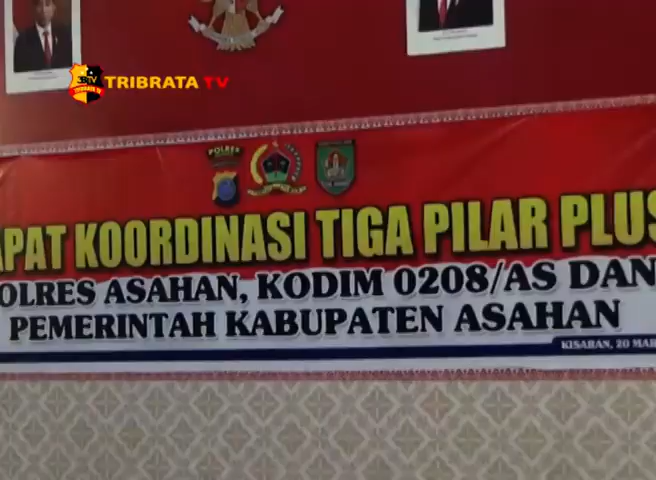 TRIBRATA TV
POLRES
APAT KOORDINASI TIGA PILAR PLUS
OLRES ASAHAN, KODIM 0208/AS DAN
PEMERINTAH KABUPATEN ASAHAN
KISARAN, 20 MAR